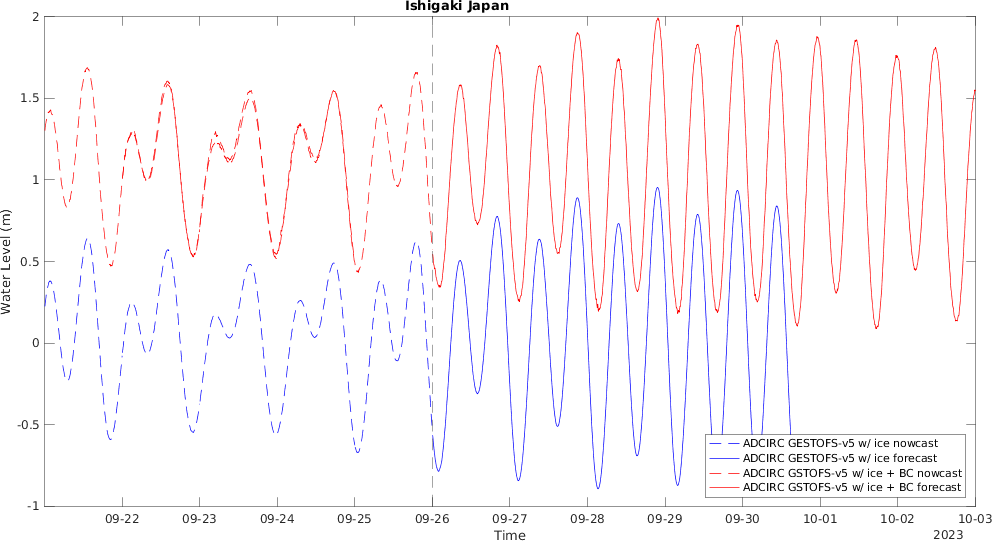 Ishigaki Japan
2
1.5
1
0.5
0
-0.5
-1
Water Level (m)
ADCIRC GESTOFS-v5 w/ ice nowcast
ADCIRC GESTOFS-v5 w/ ice forecast
ADCIRC GSTOFS-v5 w/ ice + BC nowcast
ADCIRC GSTOFS-v5 w/ ice + BC forecast
09-22 09-23 09-24 09-25 09-26 09-27 09-28 09-29 09-30 10-01 10-02 10-03
Time
2023